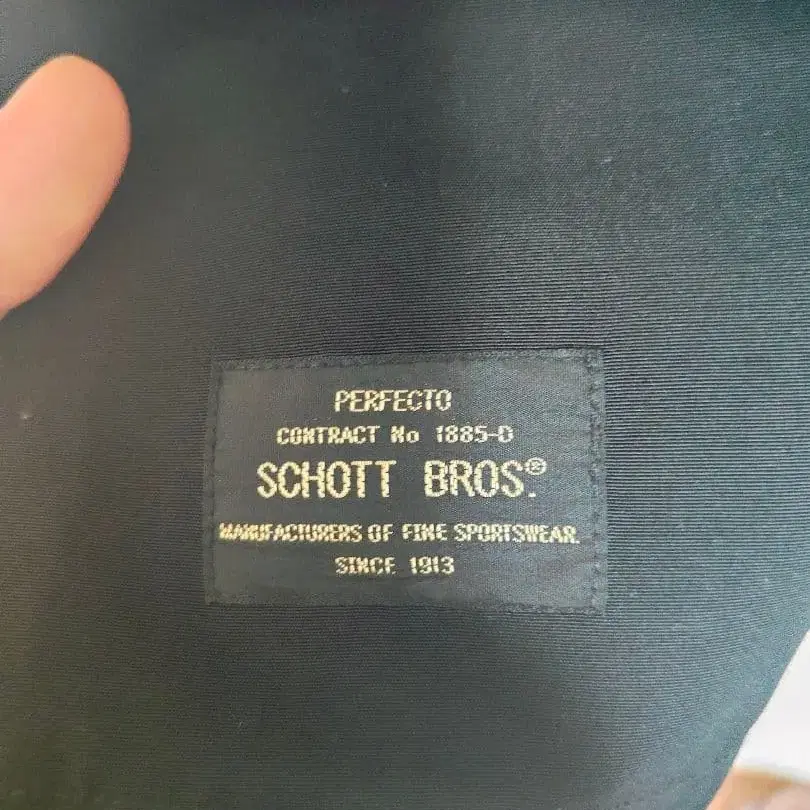 PERFECTO
CONTRACT No 1885-D
SCHOTT BROS.®
MANUFACTURERS OF FINE SPORTSWEAR.
SINCE 1913